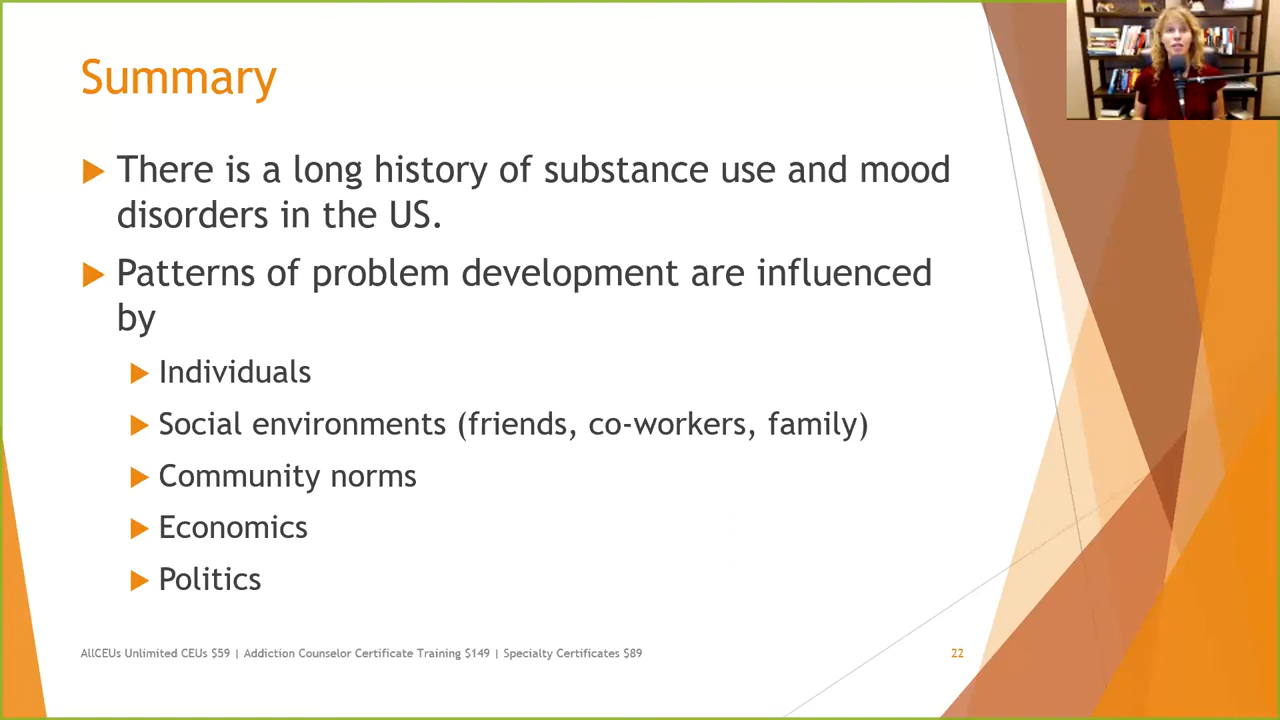 Summary
There is a long history of substance use and mood
disorders in the US.
Patterns of problem development are influenced
by
Individuals
Social environments (friends, co-workers, family)
Community norms
Economics
Politics
AllCEUs Unlimited CEUs $59 | Addiction Counselor Certificate Training $149 | Specialty Certificates $89
22